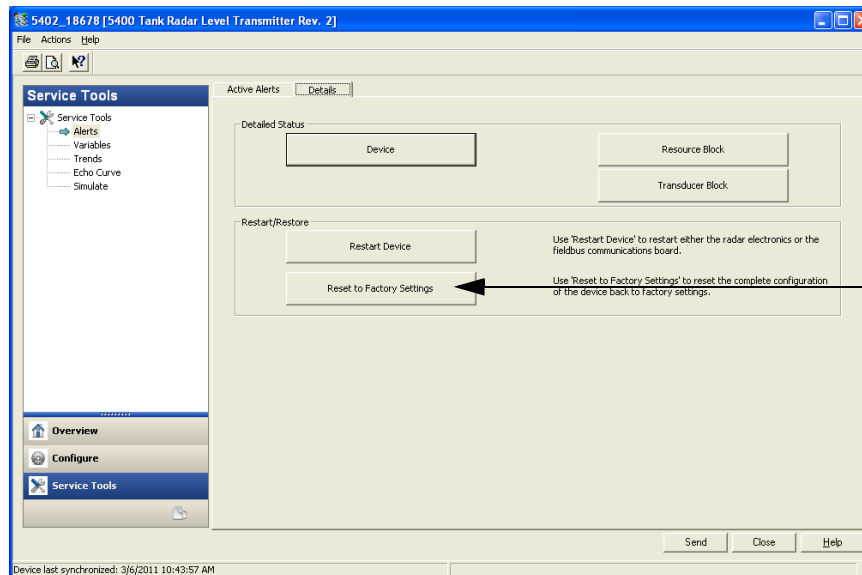 5402_18678 [5400 Tank Radar Level Transmitter Rev. 2]
File Actions Help
Service Tools
Service Tools
Alerts
Variables
Trends
Echo Curve
Simulate
Overview
Configure
Service Tools
Active Alerts Details
Detailed Status
Device
Resource Block
Transducer Block
Restart/Restore
Restart Device
Use 'Restart Device' to restart either the radar electronics or the
fieldbus communications board.
Reset to Factory Settings
Use 'Reset to Factory Settings' to reset the complete configuration
of the device back to factory settings.
Send Close Help
Device last synchronized: 3/6/2011 10:43:57 AM